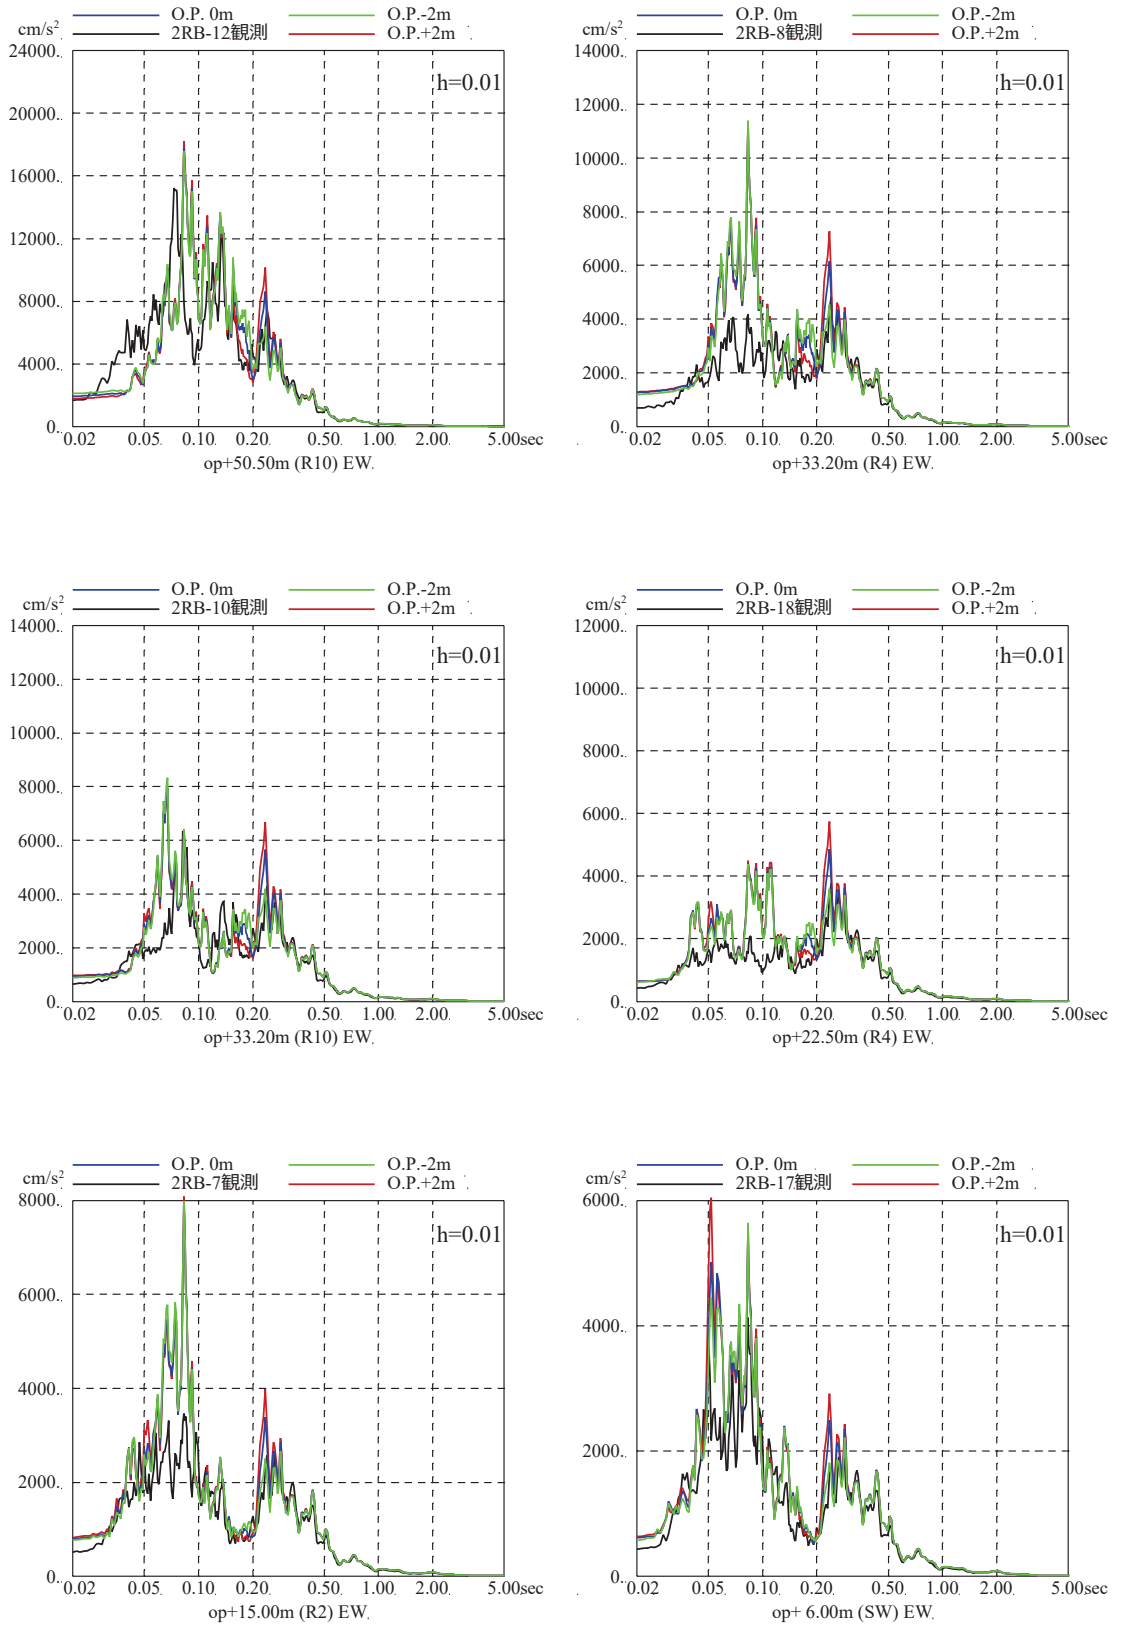 O.P. 0m O.P.-2m
cm/s² 2RB-12観測 O.P.+2m
24000.
h=0.01
20000.
16000.
12000.
8000.
4000.
0.
0.02 0.05 0.10 0.20 0.50 1.00 2.00 5.00sec
op+50.50m (R10) EW
O.P. 0m O.P.-2m
cm/s² 2RB-8観測 O.P.+2m
14000.
h=0.01
12000.
10000.
8000.
6000.
4000.
2000.
0.
0.02 0.05 0.10 0.20 0.50 1.00 2.00 5.00sec
op+33.20m (R4) EW
O.P. 0m O.P.-2m
cm/s² 2RB-10観測 O.P.+2m
14000.
h=0.01
12000.
10000.
8000.
6000.
4000.
2000.
0.
0.02 0.05 0.10 0.20 0.50 1.00 2.00 5.00sec
op+33.20m (R10) EW
O.P. 0m O.P.-2m
cm/s² 2RB-18観測 O.P.+2m
12000.
h=0.01
10000.
8000.
6000.
4000.
2000.
0.
0.02 0.05 0.10 0.20 0.50 1.00 2.00 5.00sec
op+22.50m (R4) EW
O.P. 0m O.P.-2m
cm/s² 2RB-7観測 O.P.+2m
8000.
h=0.01
6000.
4000.
2000.
0.
0.02 0.05 0.10 0.20 0.50 1.00 2.00 5.00sec
op+15.00m (R2) EW
O.P. 0m O.P.-2m
cm/s² 2RB-17観測 O.P.+2m
6000.
h=0.01
4000.
2000.
0.
0.02 0.05 0.10 0.20 0.50 1.00 2.00 5.00sec
op+ 6.00m (SW) EW